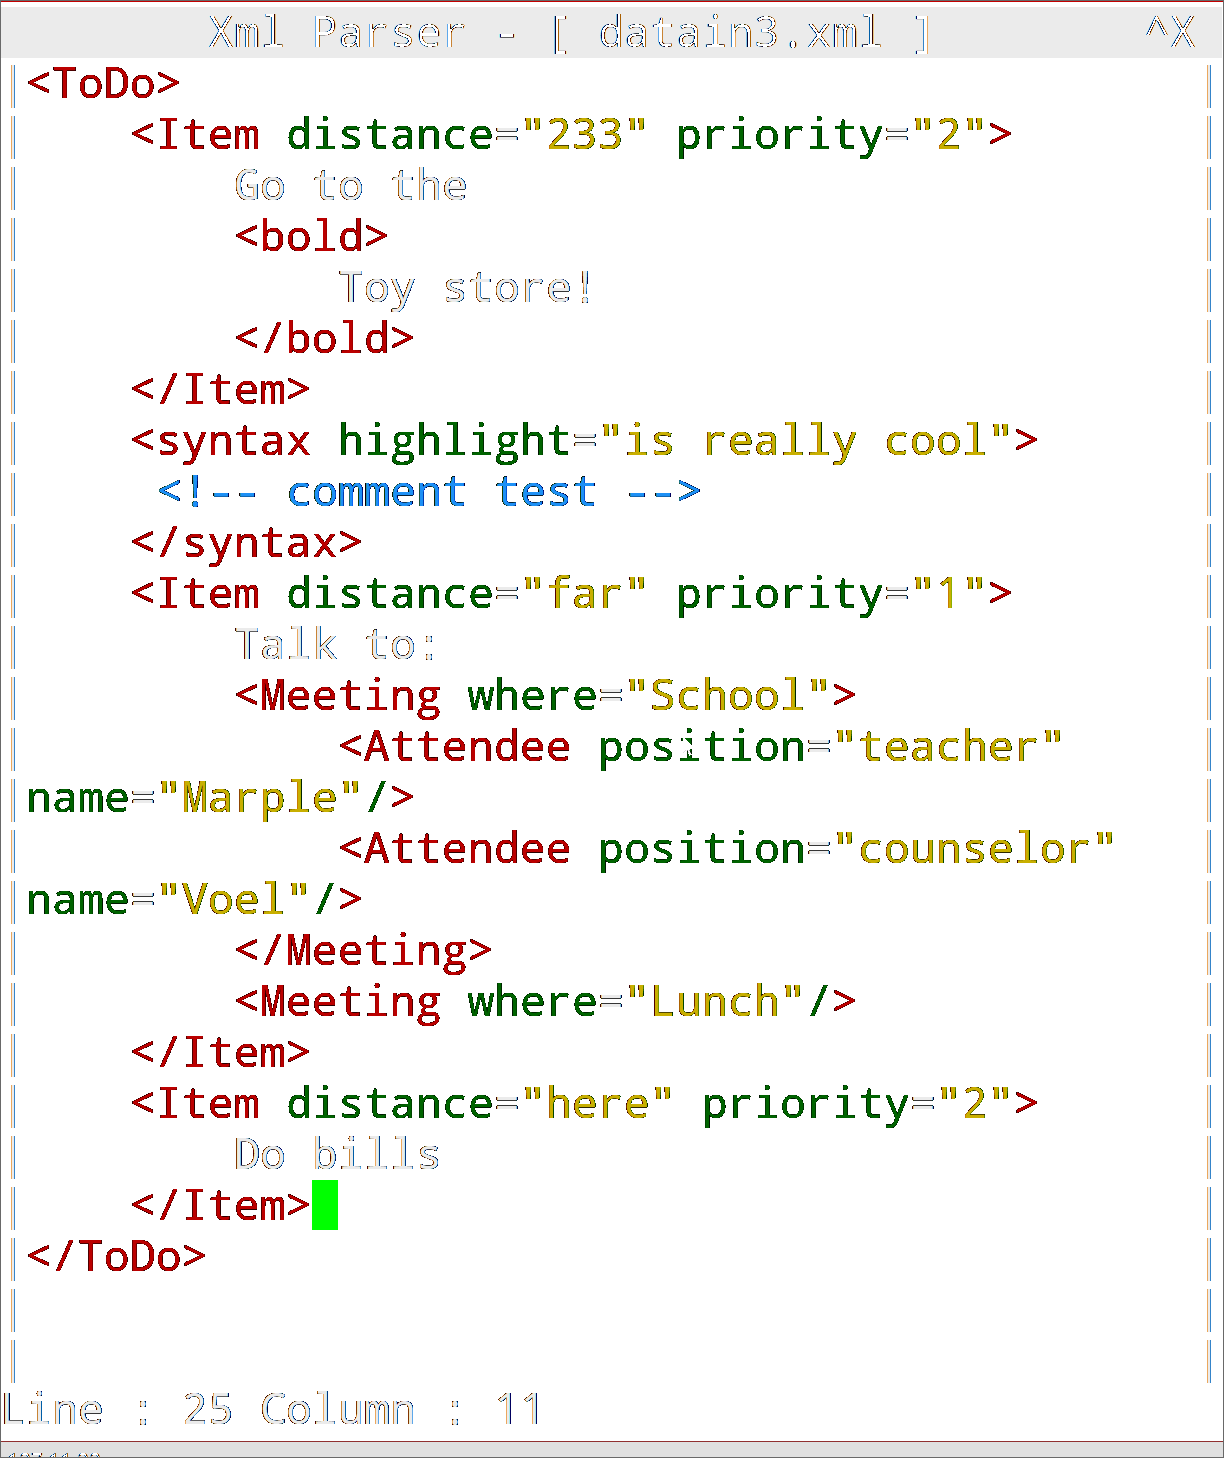 Xml Parser - [ datain3.xml ] ^X
<ToDo>
    <Item distance="233" priority="2">
        Go to the
        <bold>
            Toy store!
        </bold>
    </Item>
    <syntax highlight="is really cool">
     <!-- comment test -->
    </syntax>
    <Item distance="far" priority="1">
        Talk to:
        <Meeting where="School">
            <Attendee position="teacher"
name="Marple"/>
            <Attendee position="counselor"
name="Voel"/>
        </Meeting>
        <Meeting where="Lunch"/>
    </Item>
    <Item distance="here" priority="2">
        Do bills
    </Item>
</ToDo>
Line : 25 Column : 11